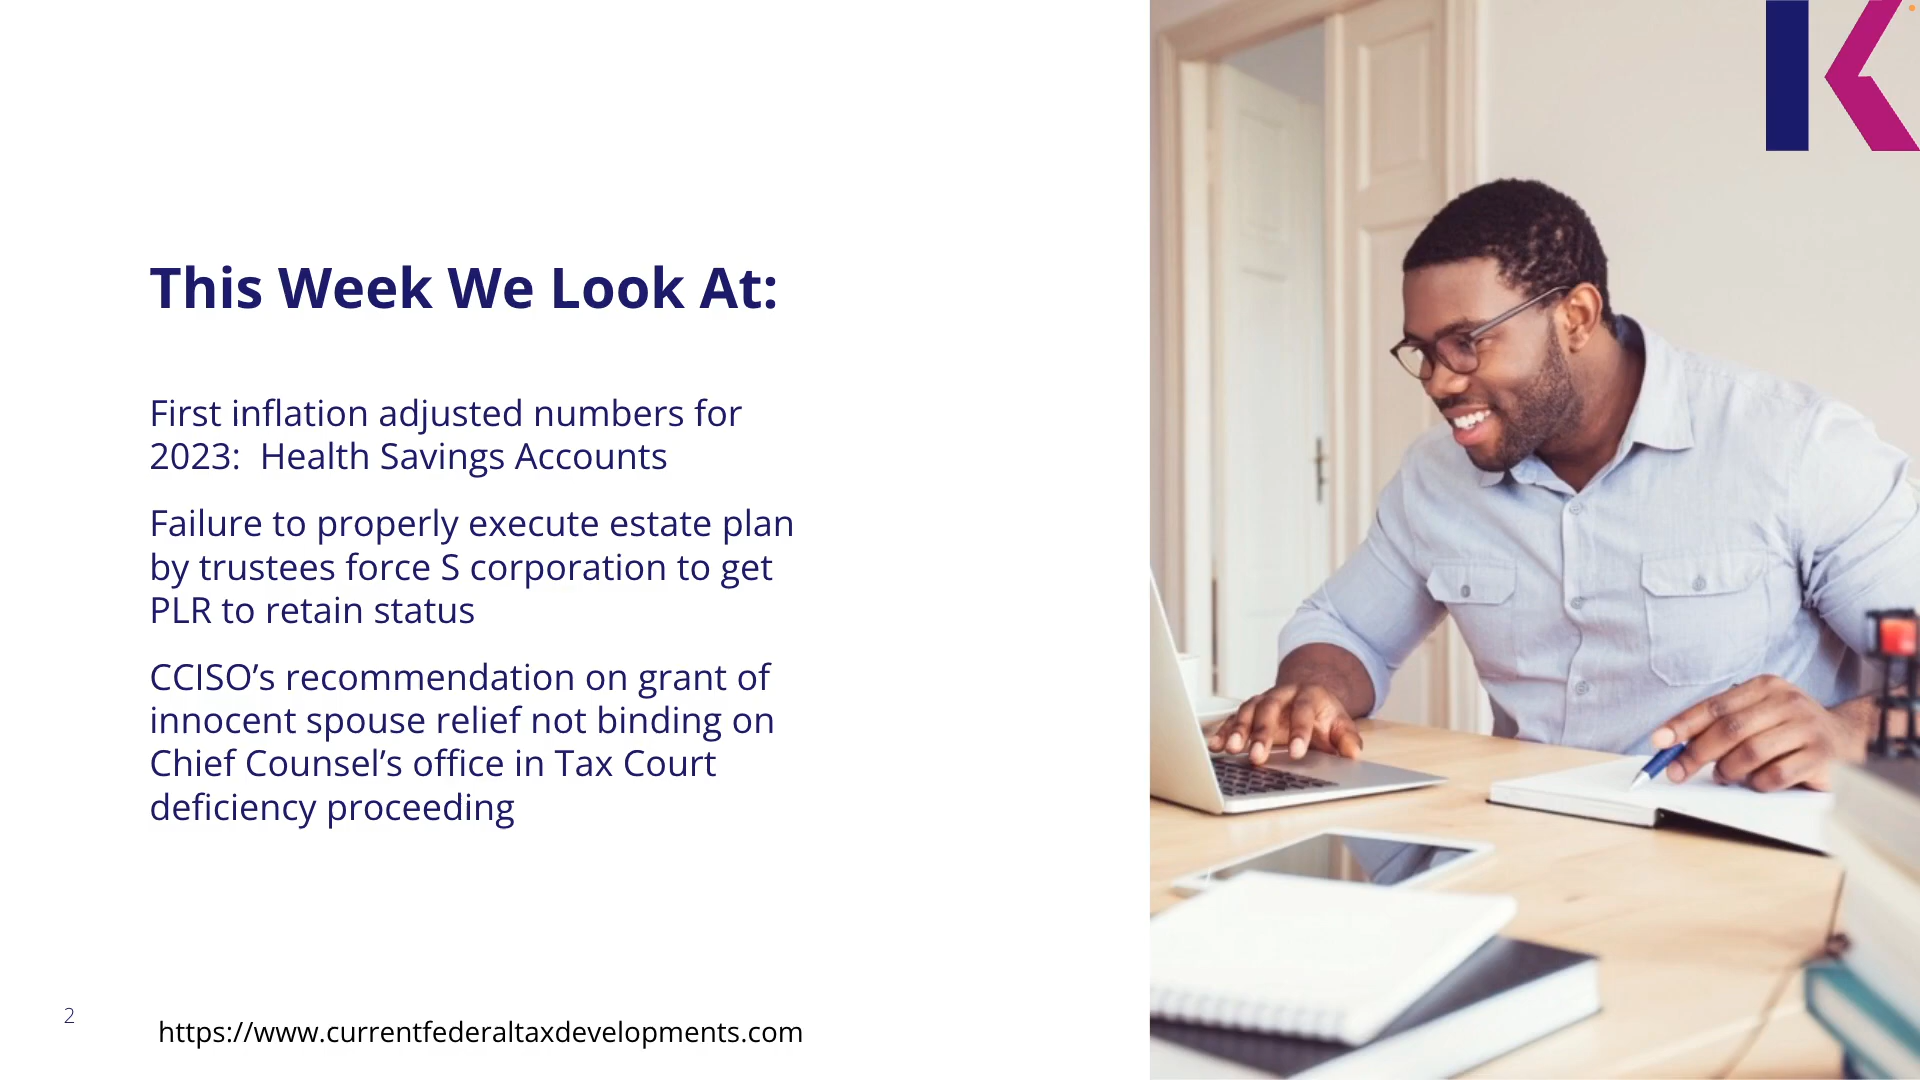 This Week We Look At:
First inflation adjusted numbers for
2023:  Health Savings Accounts
Failure to properly execute estate plan
by trustees force S corporation to get
PLR to retain status
CCISO’s recommendation on grant of
innocent spouse relief not binding on
Chief Counsel’s office in Tax Court
deficiency proceeding
2
https://www.currentfederaltaxdevelopments.com